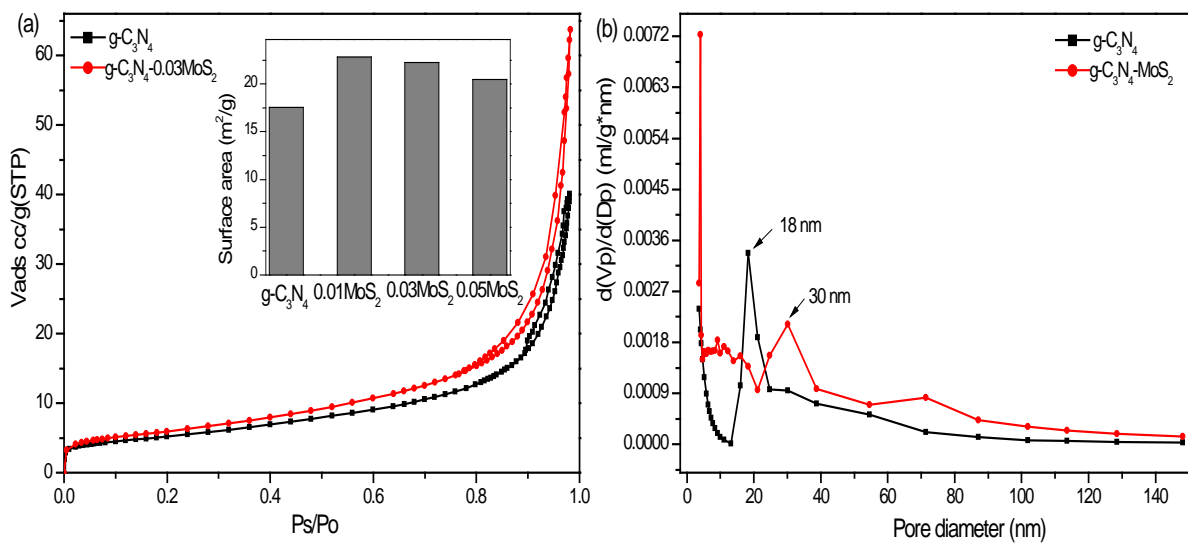 (a)
g-C₃N₄
g-C₃N₄-0.03MoS₂
Vads cc/g(STP)
60
50
40
30
20
10
0
0.0 0.2 0.4 0.6 0.8 1.0
Ps/Po
Surface area (m²/g)
25
20
15
10
5
0
g-C₃N₄ 0.01MoS₂ 0.03MoS₂ 0.05MoS₂
(b)
g-C₃N₄
g-C₃N₄-MoS₂
18 nm
30 nm
d(Vp)/d(Dp) (ml/g*nm)
0.0072
0.0063
0.0054
0.0045
0.0036
0.0027
0.0018
0.0009
0.0000
0 20 40 60 80 100 120 140
Pore diameter (nm)